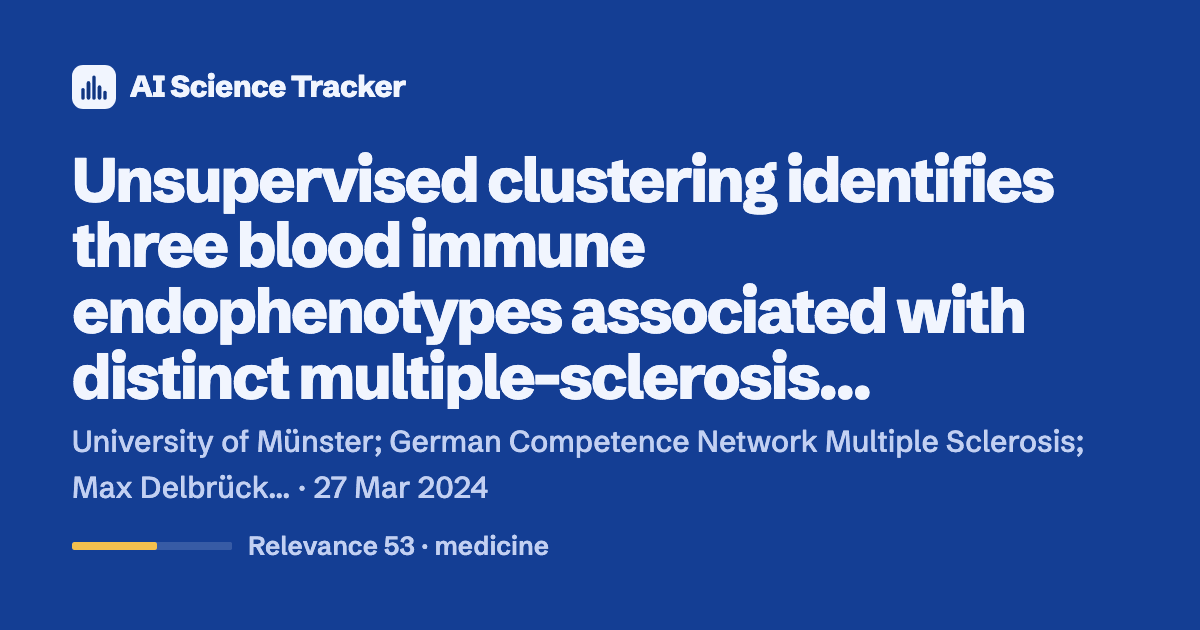 AI Science Tracker
Unsupervised clustering identifies
three blood immune
endophenotypes associated with
distinct multiple-sclerosis...
University of Münster; German Competence Network Multiple Sclerosis;
Max Delbrück... · 27 Mar 2024
Relevance 53 · medicine